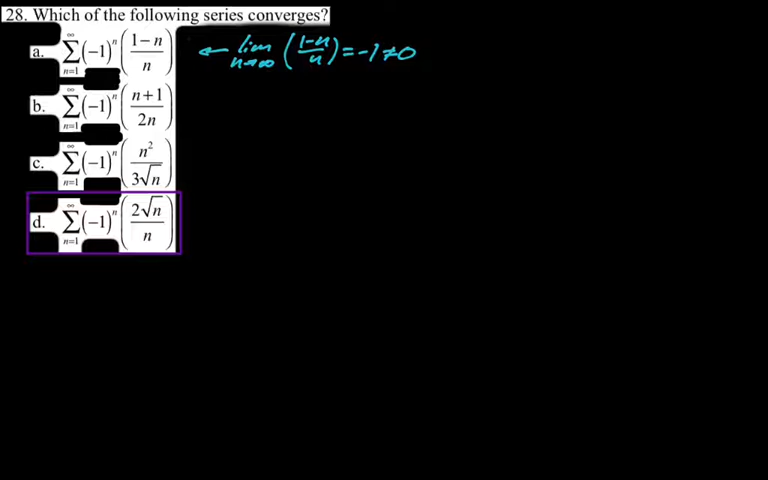 28. Which of the following series converges?
a. ∑_{n=1}^{∞} (−1)^n ((1−n)/n) ← lim_{n→∞} ((1−n)/n) = −1 ≠ 0
b. ∑_{n=1}^{∞} (−1)^n ((n+1)/(2n))
c. ∑_{n=1}^{∞} (−1)^n (n²/(3√n))
d. ∑_{n=1}^{∞} (−1)^n ((2√n)/n)